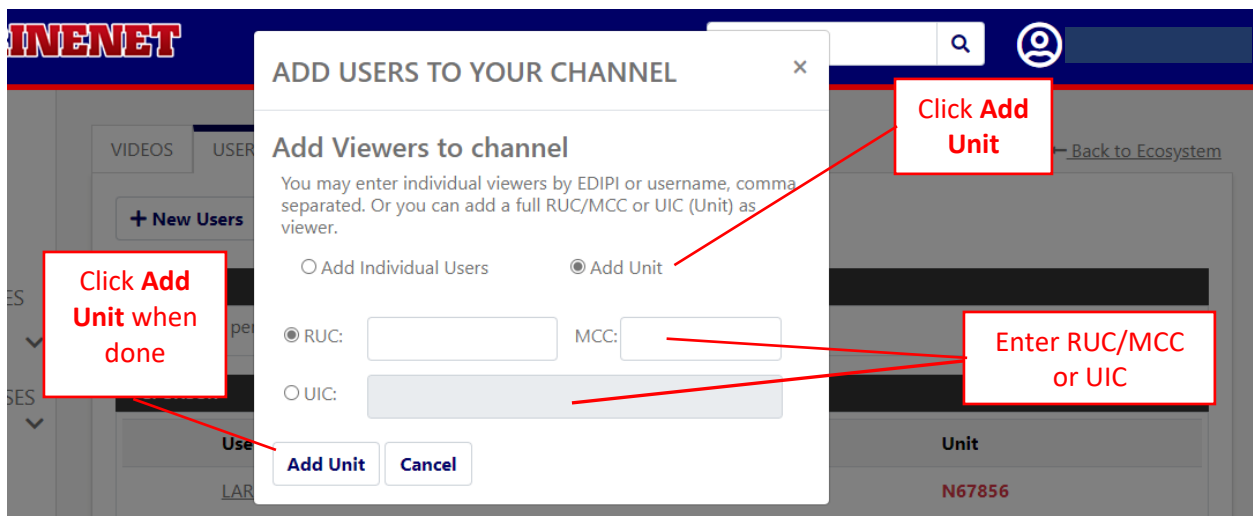 INENET
ADD USERS TO YOUR CHANNEL ×
Click Add
Unit
VIDEOS USER
Back to Ecosystem
Add Viewers to channel
You may enter individual viewers by EDIPI or username, comma
separated. Or you can add a full RUC/MCC or UIC (Unit) as
viewer.
+ New Users
Add Individual Users Add Unit
Click Add
Unit when
done
ES
per
RUC: MCC:
Enter RUC/MCC
or UIC
UIC:
SES
Use
Unit
Add Unit Cancel
LAR
N67856